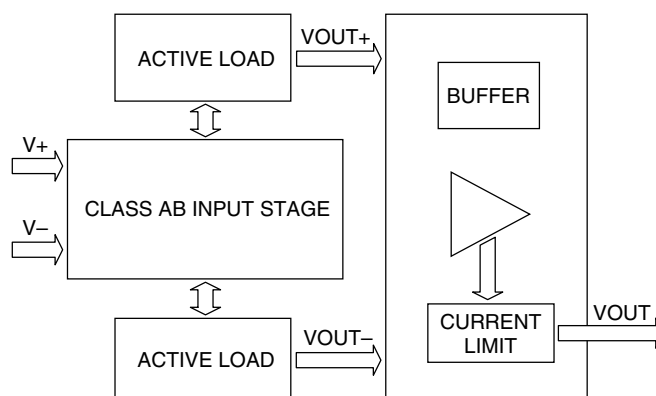 ACTIVE LOAD
VOUT+
BUFFER
V+
CLASS AB INPUT STAGE
V−
CURRENT
LIMIT
VOUT
VOUT−
ACTIVE LOAD